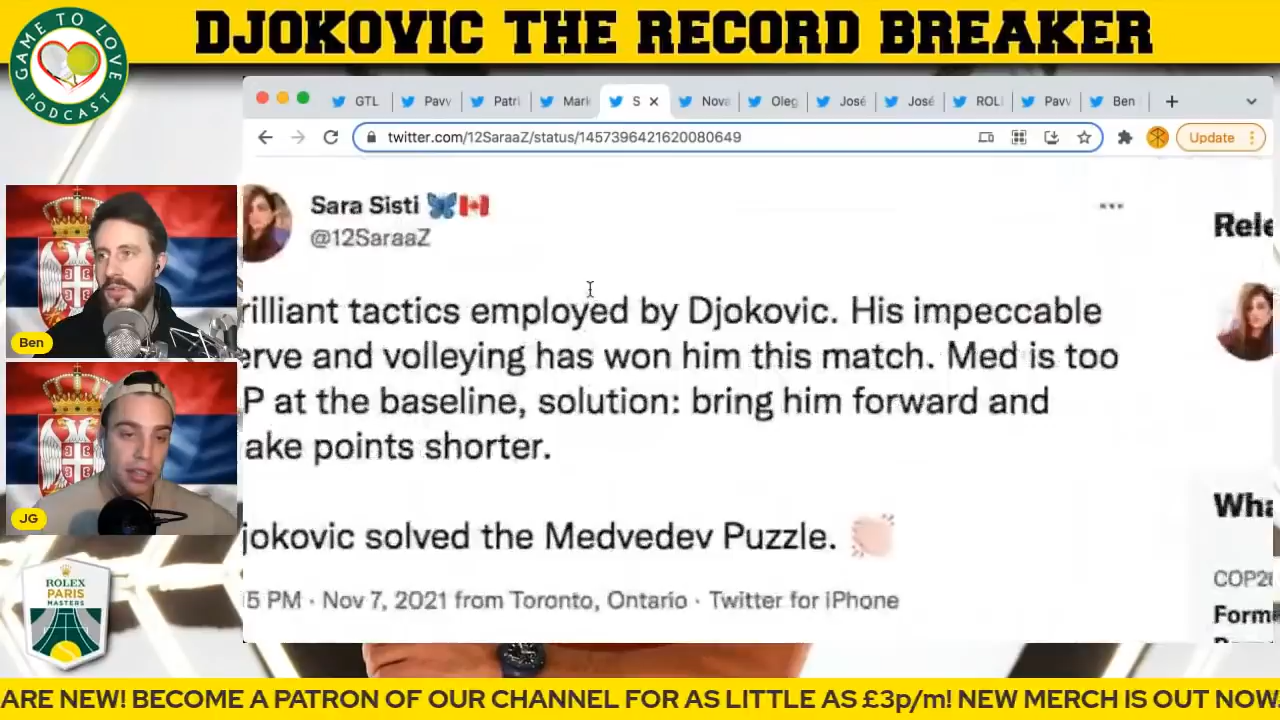 DJOKOVIC THE RECORD BREAKER
GAME TO LOVE
PODCAST
GTL
Pavv
Patri
Mark
S
Nova
Oleg
José
José
ROL
Pavv
Ben
twitter.com/12SaraaZ/status/1457396421620080649
Update
Sara Sisti
@12SaraaZ
rilliant tactics employed by Djokovic. His impeccable
erve and volleying has won him this match. Med is too
P at the baseline, solution: bring him forward and
ake points shorter.
jokovic solved the Medvedev Puzzle.
5 PM · Nov 7, 2021 from Toronto, Ontario · Twitter for iPhone
Rele
Wha
COP26
Form
Ben
JG
ROLEX
PARIS
MASTERS
ARE NEW! BECOME A PATRON OF OUR CHANNEL FOR AS LITTLE AS £3p/m! NEW MERCH IS OUT NOW.